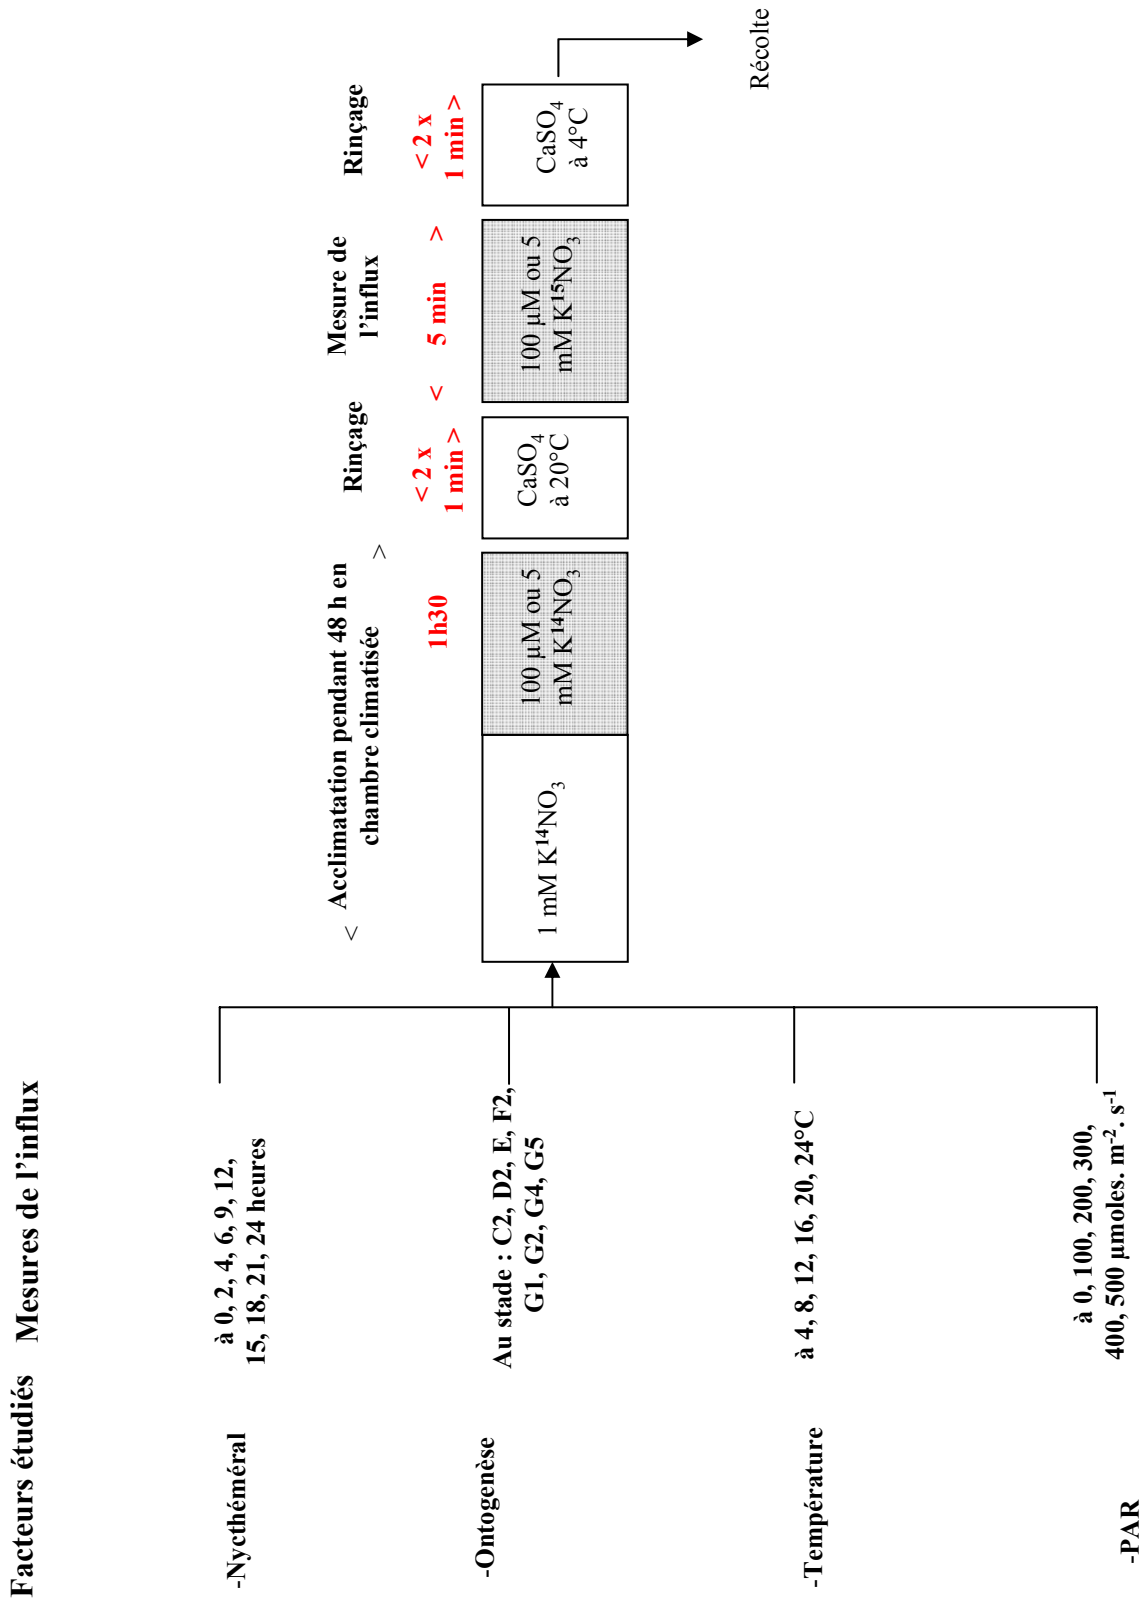 Facteurs étudiés
Mesures de l’influx
-Nycthéméral
à 0, 2, 4, 6, 9, 12,
15, 18, 21, 24 heures
-Ontogenèse
Au stade : C2, D2, E, F2,
G1, G2, G4, G5
-Température
à 4, 8, 12, 16, 20, 24°C
-PAR
à 0, 100, 200, 300,
400, 500 µmoles. m⁻². s⁻¹
< Acclimatation pendant 48 h en
chambre climatisée >
1h30
1 mM K¹⁴NO₃
100 µM ou 5
mM K¹⁴NO₃
Rinçage
< 2 x
1 min >
CaSO₄
à 20°C
Mesure de
l’influx
< 5 min >
100 µM ou 5
mM K¹⁵NO₃
Rinçage
< 2 x
1 min >
CaSO₄
à 4°C
Récolte